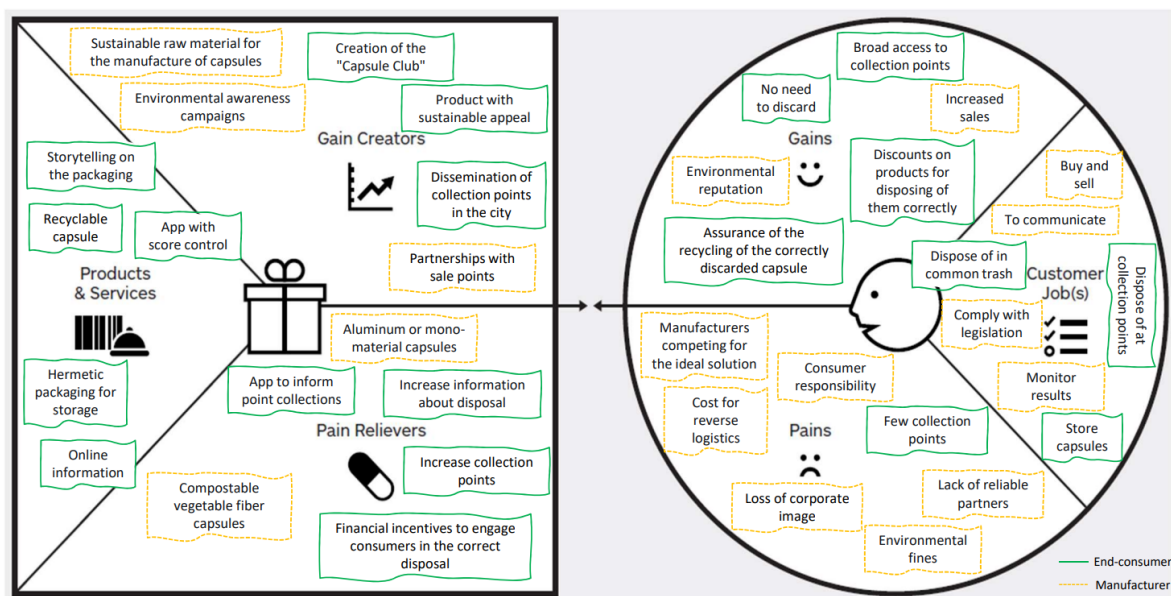 Sustainable raw material for
the manufacture of capsules
Creation of the
"Capsule Club"
Environmental awareness
campaigns
Product with
sustainable appeal
Gain Creators
Storytelling on
the packaging
Dissemination of
collection points
in the city
Recyclable
capsule
App with
score control
Partnerships with
sale points
Products
& Services
Aluminum or mono-
material capsules
Hermetic
packaging for
storage
App to inform
point collections
Increase information
about disposal
Pain Relievers
Online
information
Increase collection
points
Compostable
vegetable fiber
capsules
Financial incentives to engage
consumers in the correct
disposal
Broad access to
collection points
No need
to discard
Increased
sales
Gains
Environmental
reputation
Discounts on
products for
disposing of
them correctly
Buy and
sell
To communicate
Assurance of the
recycling of the correctly
discarded capsule
Dispose of in
common trash
Customer
Job(s)
Dispose of at
collection points
Comply with
legislation
Manufacturers
competing for
the ideal solution
Consumer
responsibility
Monitor
results
Cost for
reverse
logistics
Pains
Few collection
points
Store
capsules
Loss of corporate
image
Lack of reliable
partners
Environmental
fines
End-consumer
Manufacturer